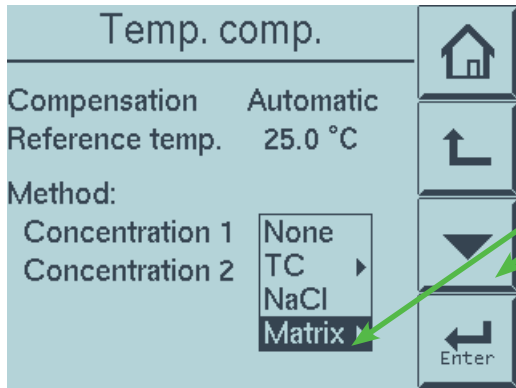 Temp. comp.
Compensation Automatic
Reference temp. 25.0 °C
Method:
Concentration 1 None
Concentration 2 TC
NaCl
Matrix
Enter